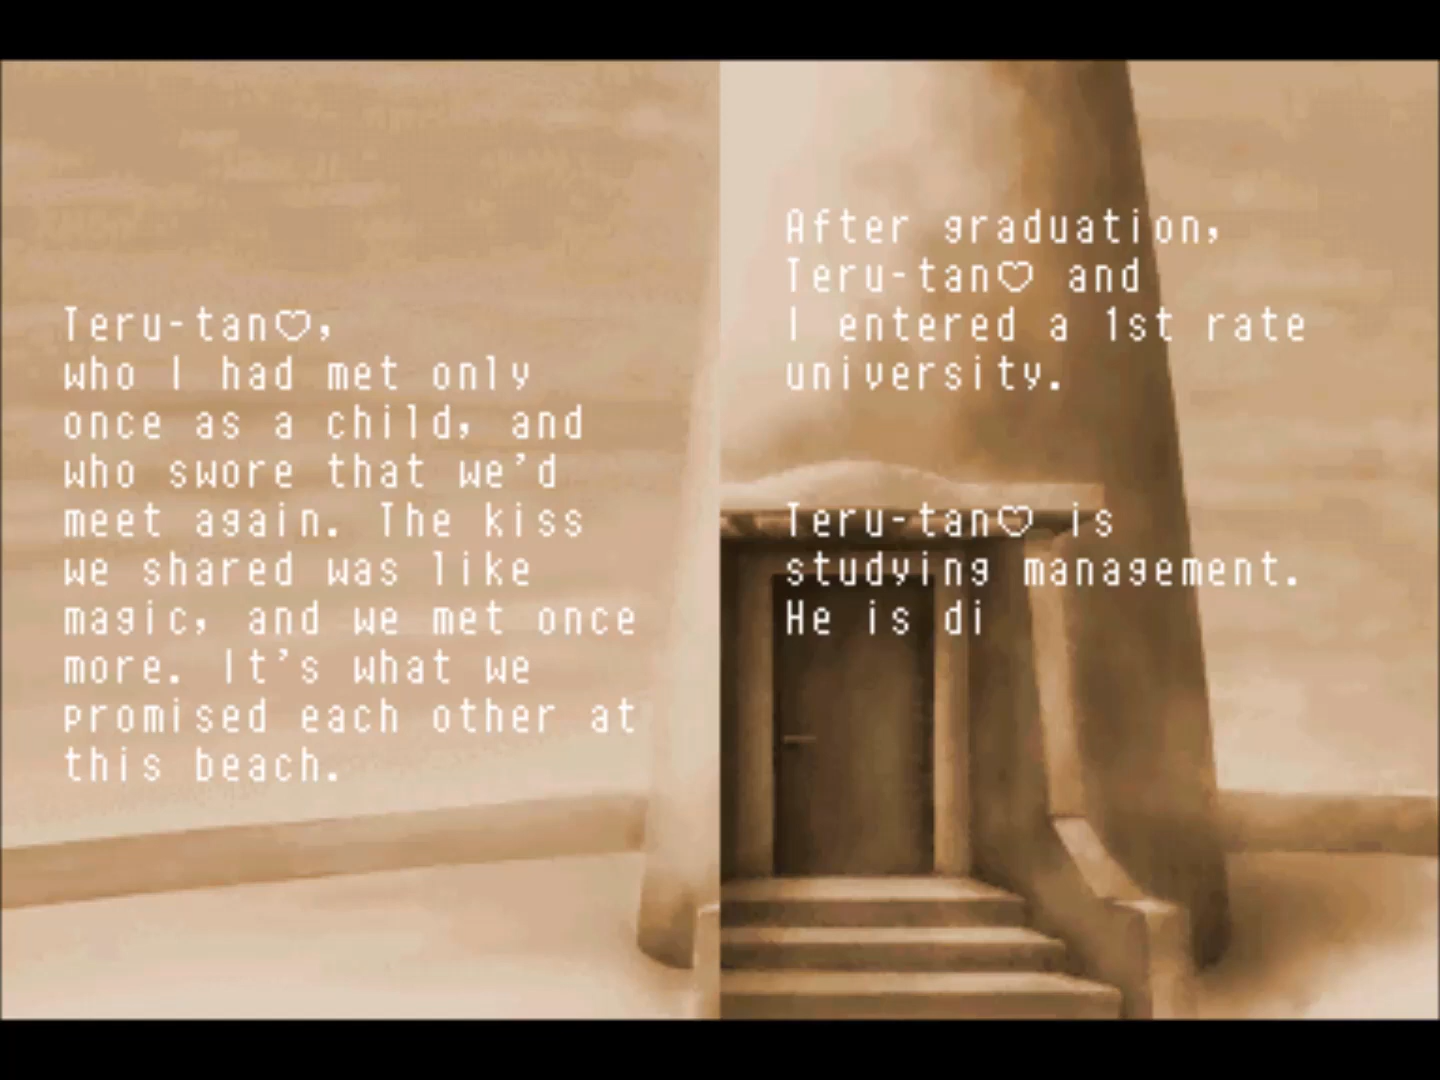 Teru-tan♡,
who I had met only
once as a child, and
who swore that we'd
meet again. The kiss
we shared was like
magic, and we met once
more. It's what we
promised each other at
this beach.
After graduation,
Teru-tan♡ and
I entered a 1st rate
university.
Teru-tan♡ is
studying management.
He is di